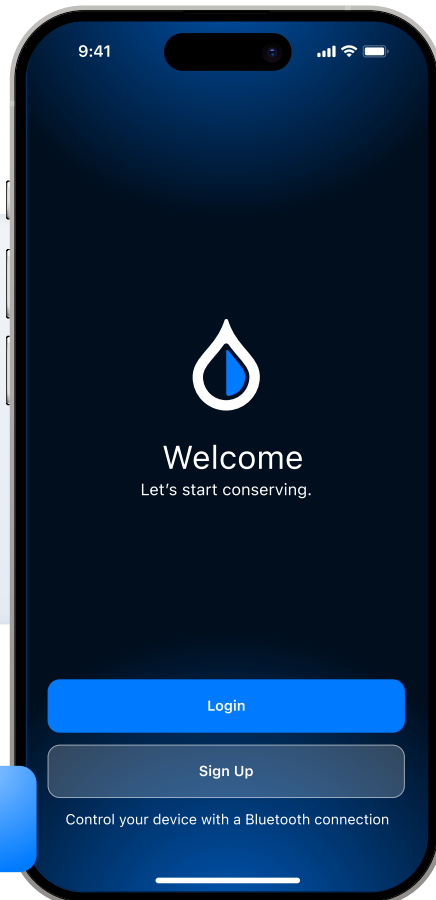 9:41
Welcome
Let's start conserving.
Login
Sign Up
Control your device with a Bluetooth connection